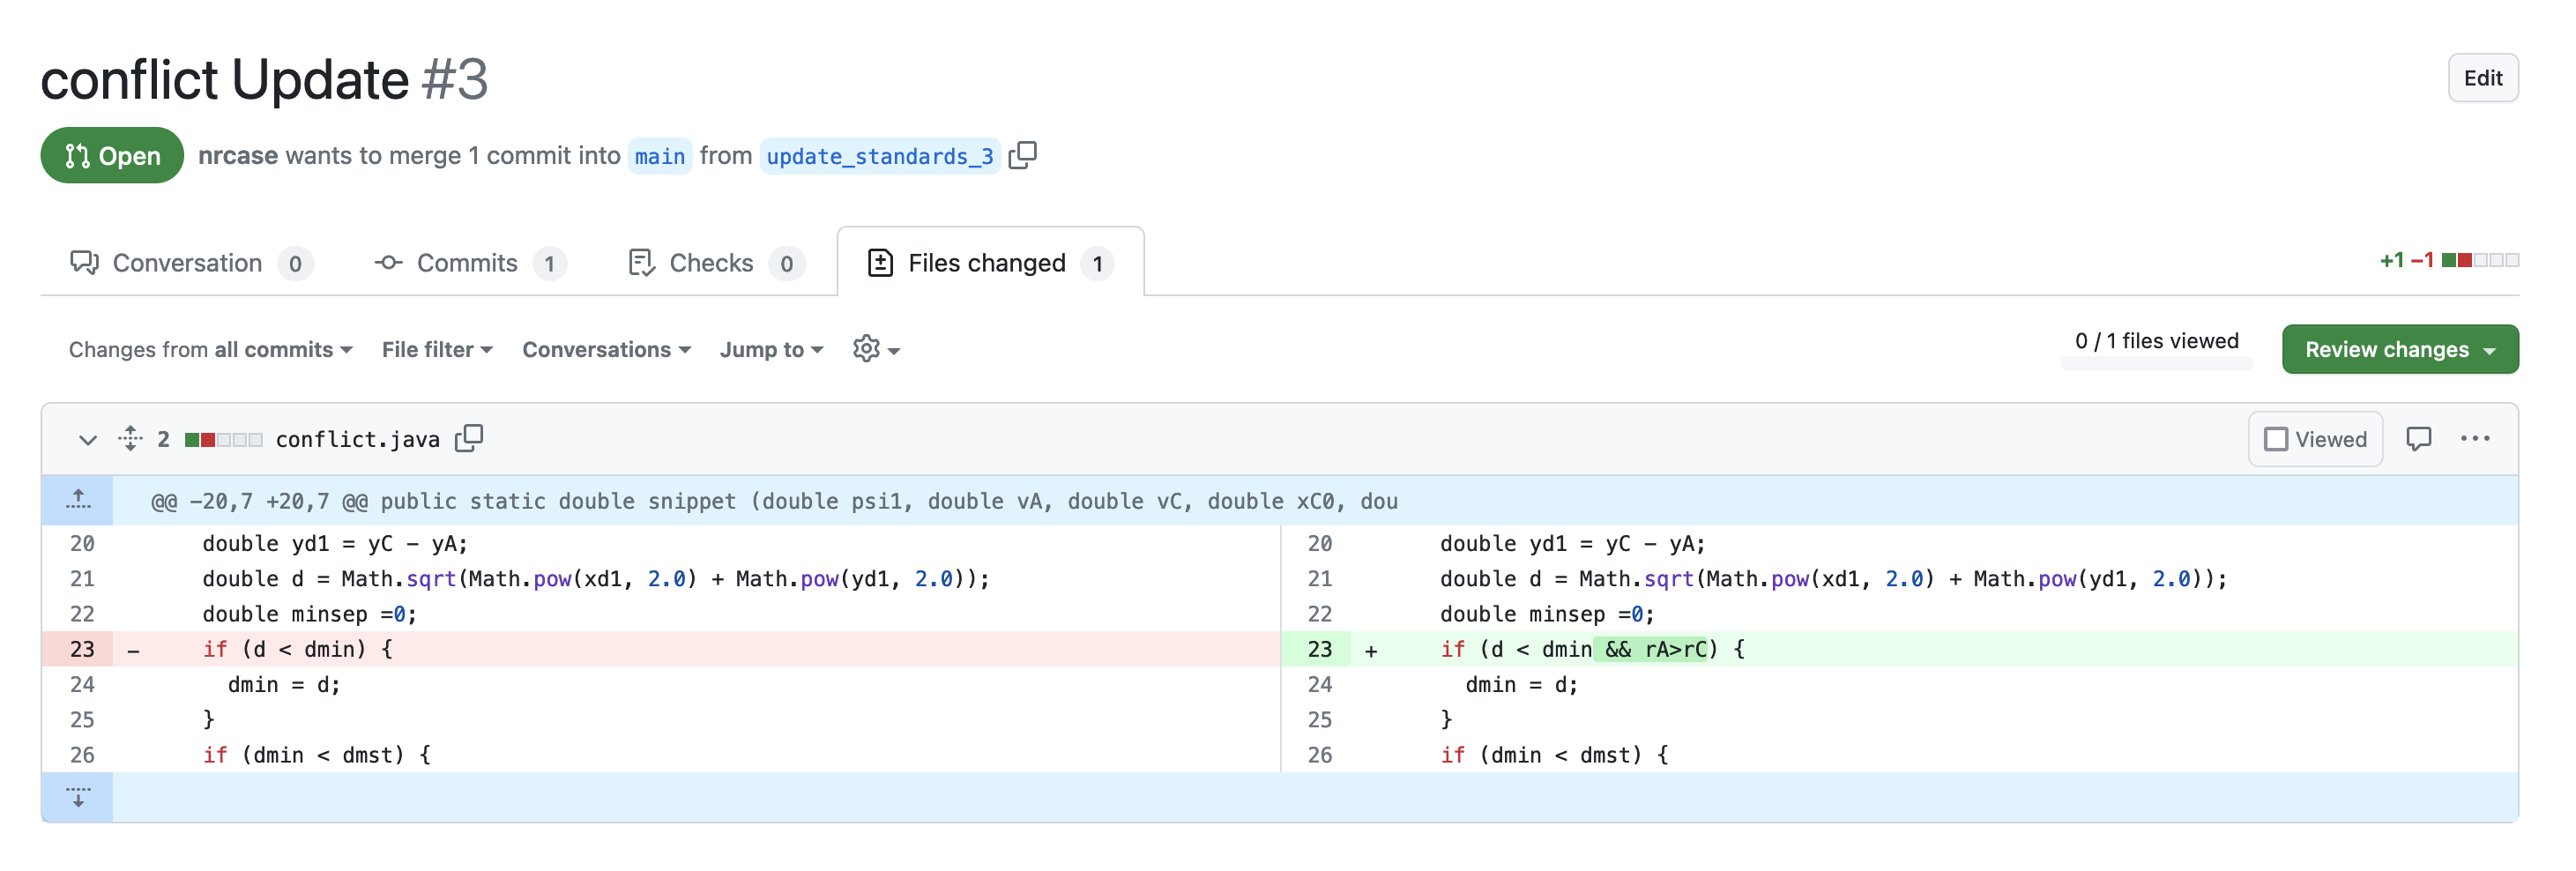 conflict Update #3
Edit
Open nrcase wants to merge 1 commit into main from update_standards_3
Conversation 0 Commits 1 Checks 0 Files changed 1 +1 −1
Changes from all commits File filter Conversations Jump to 0 / 1 files viewed Review changes
2 conflict.java Viewed
@@ -20,7 +20,7 @@ public static double snippet (double psi1, double vA, double vC, double xC0, dou
20 double yd1 = yC - yA;
21 double d = Math.sqrt(Math.pow(xd1, 2.0) + Math.pow(yd1, 2.0));
22 double minsep =0;
23 - if (d < dmin) {
24 dmin = d;
25 }
26 if (dmin < dmst) {
20 double yd1 = yC - yA;
21 double d = Math.sqrt(Math.pow(xd1, 2.0) + Math.pow(yd1, 2.0));
22 double minsep =0;
23 + if (d < dmin && rA>rC) {
24 dmin = d;
25 }
26 if (dmin < dmst) {